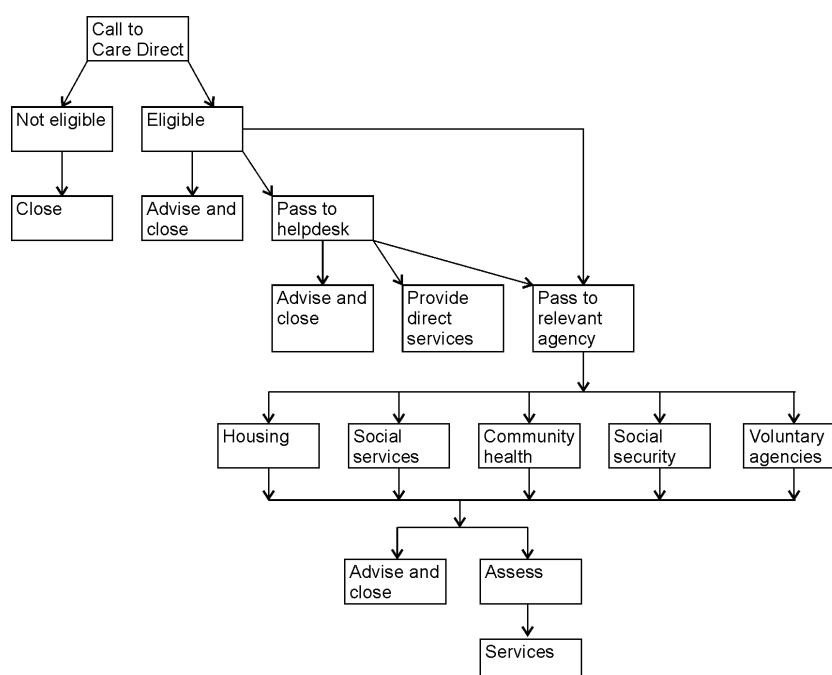 Call to
Care Direct
Not eligible
Eligible
Close
Advise and
close
Pass to
helpdesk
Advise and
close
Provide
direct
services
Pass to
relevant
agency
Housing
Social
services
Community
health
Social
security
Voluntary
agencies
Advise and
close
Assess
Services